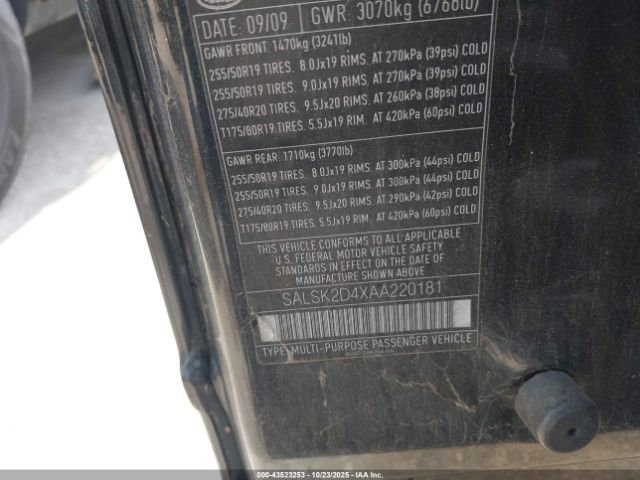 DATE: 09/09 GWR: 3070kg (6768lb)
GAWR FRONT: 1470kg (3241lb)
255/50R19 TIRES. 8.0Jx19 RIMS. AT 270kPa (39psi) COLD
255/50R19 TIRES. 9.0Jx19 RIMS. AT 270kPa (39psi) COLD
275/40R20 TIRES. 9.5Jx20 RIMS. AT 260kPa (38psi) COLD
T175/80R19 TIRES. 5.5Jx19 RIM. AT 420kPa (60psi) COLD
GAWR REAR: 1710kg (3770lb)
255/50R19 TIRES. 8.0Jx19 RIMS. AT 300kPa (44psi) COLD
255/50R19 TIRES. 9.0Jx19 RIMS. AT 300kPa (44psi) COLD
275/40R20 TIRES. 9.5Jx20 RIMS. AT 290kPa (42psi) COLD
T175/80R19 TIRES. 5.5Jx19 RIM. AT 420kPa (60psi) COLD
THIS VEHICLE CONFORMS TO ALL APPLICABLE
U.S. FEDERAL MOTOR VEHICLE SAFETY
STANDARDS IN EFFECT ON THE DATE OF
MANUFACTURE SHOWN ABOVE.
SALSK2D4XAA220181
TYPE: MULTI-PURPOSE PASSENGER VEHICLE
000-43523253 - 10/23/2025 - IAAI.COM